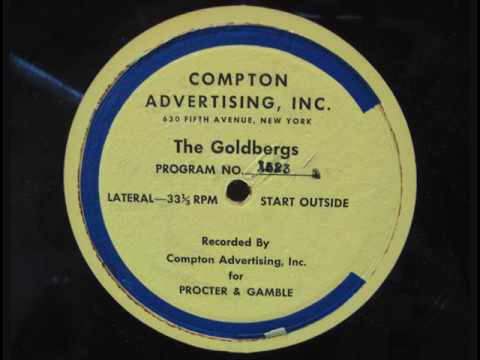 COMPTON
ADVERTISING, INC.
630 FIFTH AVENUE, NEW YORK
The Goldbergs
PROGRAM NO.
LATERAL—33⅓ RPM START OUTSIDE
Recorded By
Compton Advertising, Inc.
for
PROCTER & GAMBLE